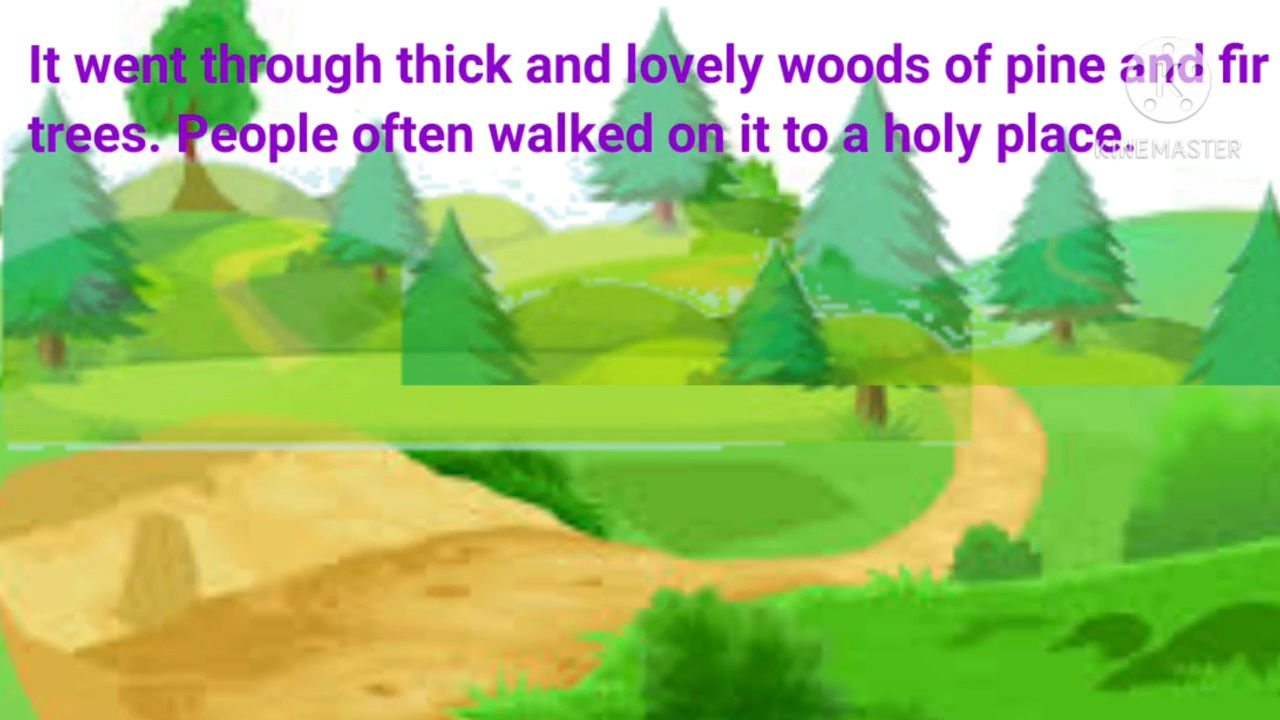 It went through thick and lovely woods of pine and fir
trees. People often walked on it to a holy place.
K
KINEMASTER